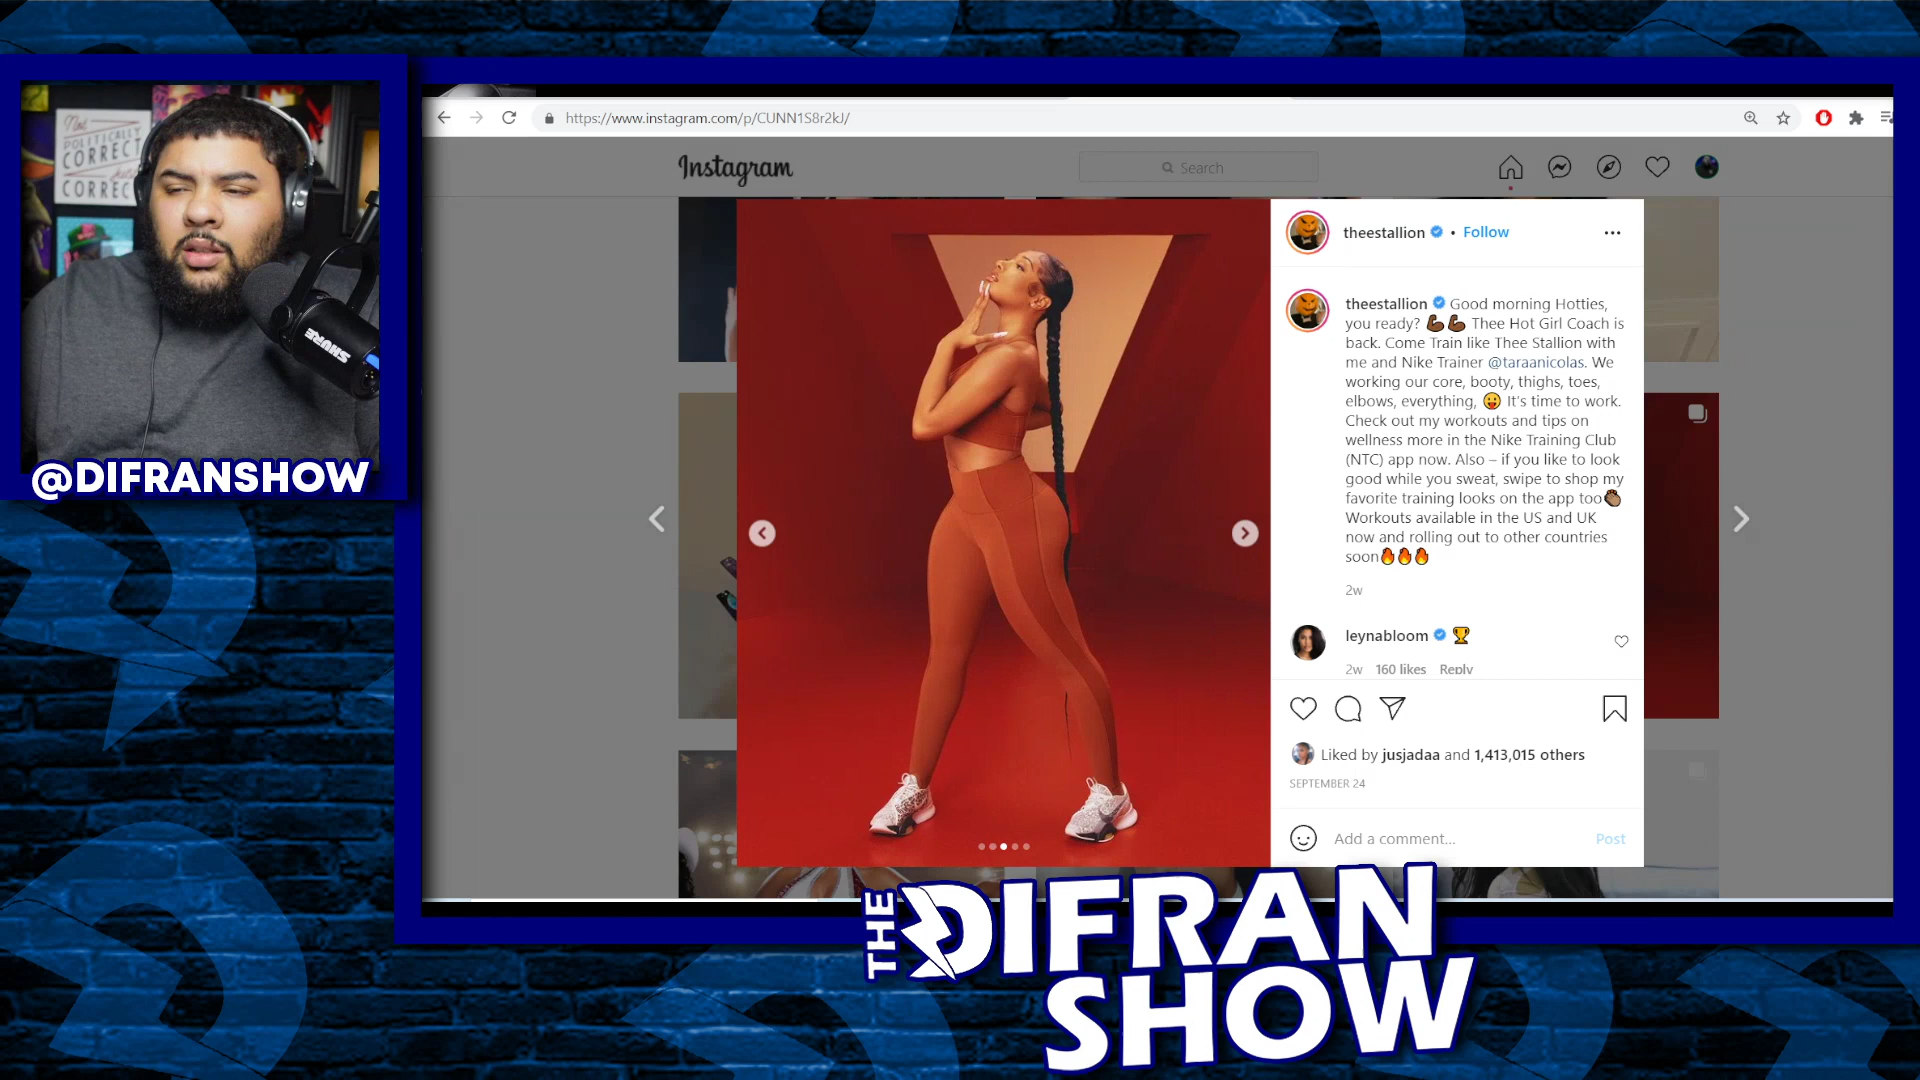 Not
POLITICALLY
CORRECT
CORREC
SHURE
@DIFRANSHOW
https://www.instagram.com/p/CUNN1S8r2kJ/
Instagram
Search
theestallion • Follow
theestallion Good morning Hotties,
you ready? 💪🏾💪🏾 Thee Hot Girl Coach is
back. Come Train like Thee Stallion with
me and Nike Trainer @taraanicolas. We
working our core, booty, thighs, toes,
elbows, everything, 😛 It’s time to work.
Check out my workouts and tips on
wellness more in the Nike Training Club
(NTC) app now. Also – if you like to look
good while you sweat, swipe to shop my
favorite training looks on the app too
Workouts available in the US and UK
now and rolling out to other countries
soon🔥🔥🔥
2w
leynabloom 🏆
2w 160 likes Reply
Liked by jusjadaa and 1,413,015 others
SEPTEMBER 24
Add a comment...
Post
THE
DIFRAN
SHOW